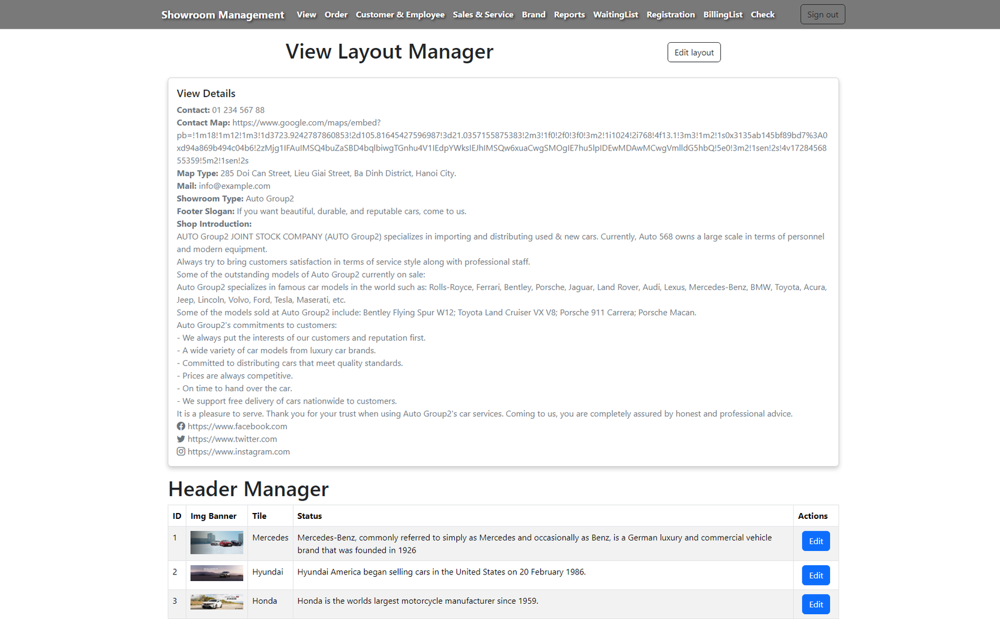 Showroom Management View Order Customer & Employee Sales & Service Brand Reports WaitingList Registration BillingList Check Sign out
View Layout Manager Edit layout
View Details
Contact: 01 234 567 88
Contact Map: https://www.google.com/maps/embed?
pb=!1m18!1m12!1m3!1d3723.9242787860853!2d105.81645427596987!3d21.0357155875383!2m3!1f0!2f0!3f0!3m2!1i1024!2i768!4f13.1!3m3!1m2!1s0x3135ab145bf89bd7%3A0
xd94a869b494c04b6!2zMjg1IFAuIMSQ4buZaSBD4bqlbiwgTGnhu4V1IEdpYWksIEJhIMSQw6xuaCwgSMOgIE7hu5lpIDEwMDAwMCwgVmlldG5hbQ!5e0!3m2!1sen!2s!4v17284568
55359!5m2!1sen!2s
Map Type: 285 Doi Can Street, Lieu Giai Street, Ba Dinh District, Hanoi City.
Mail: info@example.com
Showroom Type: Auto Group2
Footer Slogan: If you want beautiful, durable, and reputable cars, come to us.
Shop Introduction:
AUTO Group2 JOINT STOCK COMPANY (AUTO Group2) specializes in importing and distributing used & new cars. Currently, Auto 568 owns a large scale in terms of personnel
and modern equipment.
Always try to bring customers satisfaction in terms of service style along with professional staff.
Some of the outstanding models of Auto Group2 currently on sale:
Auto Group2 specializes in famous car models in the world such as: Rolls-Royce, Ferrari, Bentley, Porsche, Jaguar, Land Rover, Audi, Lexus, Mercedes-Benz, BMW, Toyota, Acura,
Jeep, Lincoln, Volvo, Ford, Tesla, Maserati, etc.
Some of the models sold at Auto Group2 include: Bentley Flying Spur W12; Toyota Land Cruiser VX V8; Porsche 911 Carrera; Porsche Macan.
Auto Group2's commitments to customers:
- We always put the interests of our customers and reputation first.
- A wide variety of car models from luxury car brands.
- Committed to distributing cars that meet quality standards.
- Prices are always competitive.
- On time to hand over the car.
- We support free delivery of cars nationwide to customers.
It is a pleasure to serve. Thank you for your trust when using Auto Group2's car services. Coming to us, you are completely assured by honest and professional advice.
https://www.facebook.com
https://www.twitter.com
https://www.instagram.com
Header Manager
ID Img Banner Tile Status Actions
1 Mercedes Mercedes-Benz, commonly referred to simply as Mercedes and occasionally as Benz, is a German luxury and commercial vehicle Edit
brand that was founded in 1926
2 Hyundai Hyundai America began selling cars in the United States on 20 February 1986. Edit
3 Honda Honda is the worlds largest motorcycle manufacturer since 1959. Edit